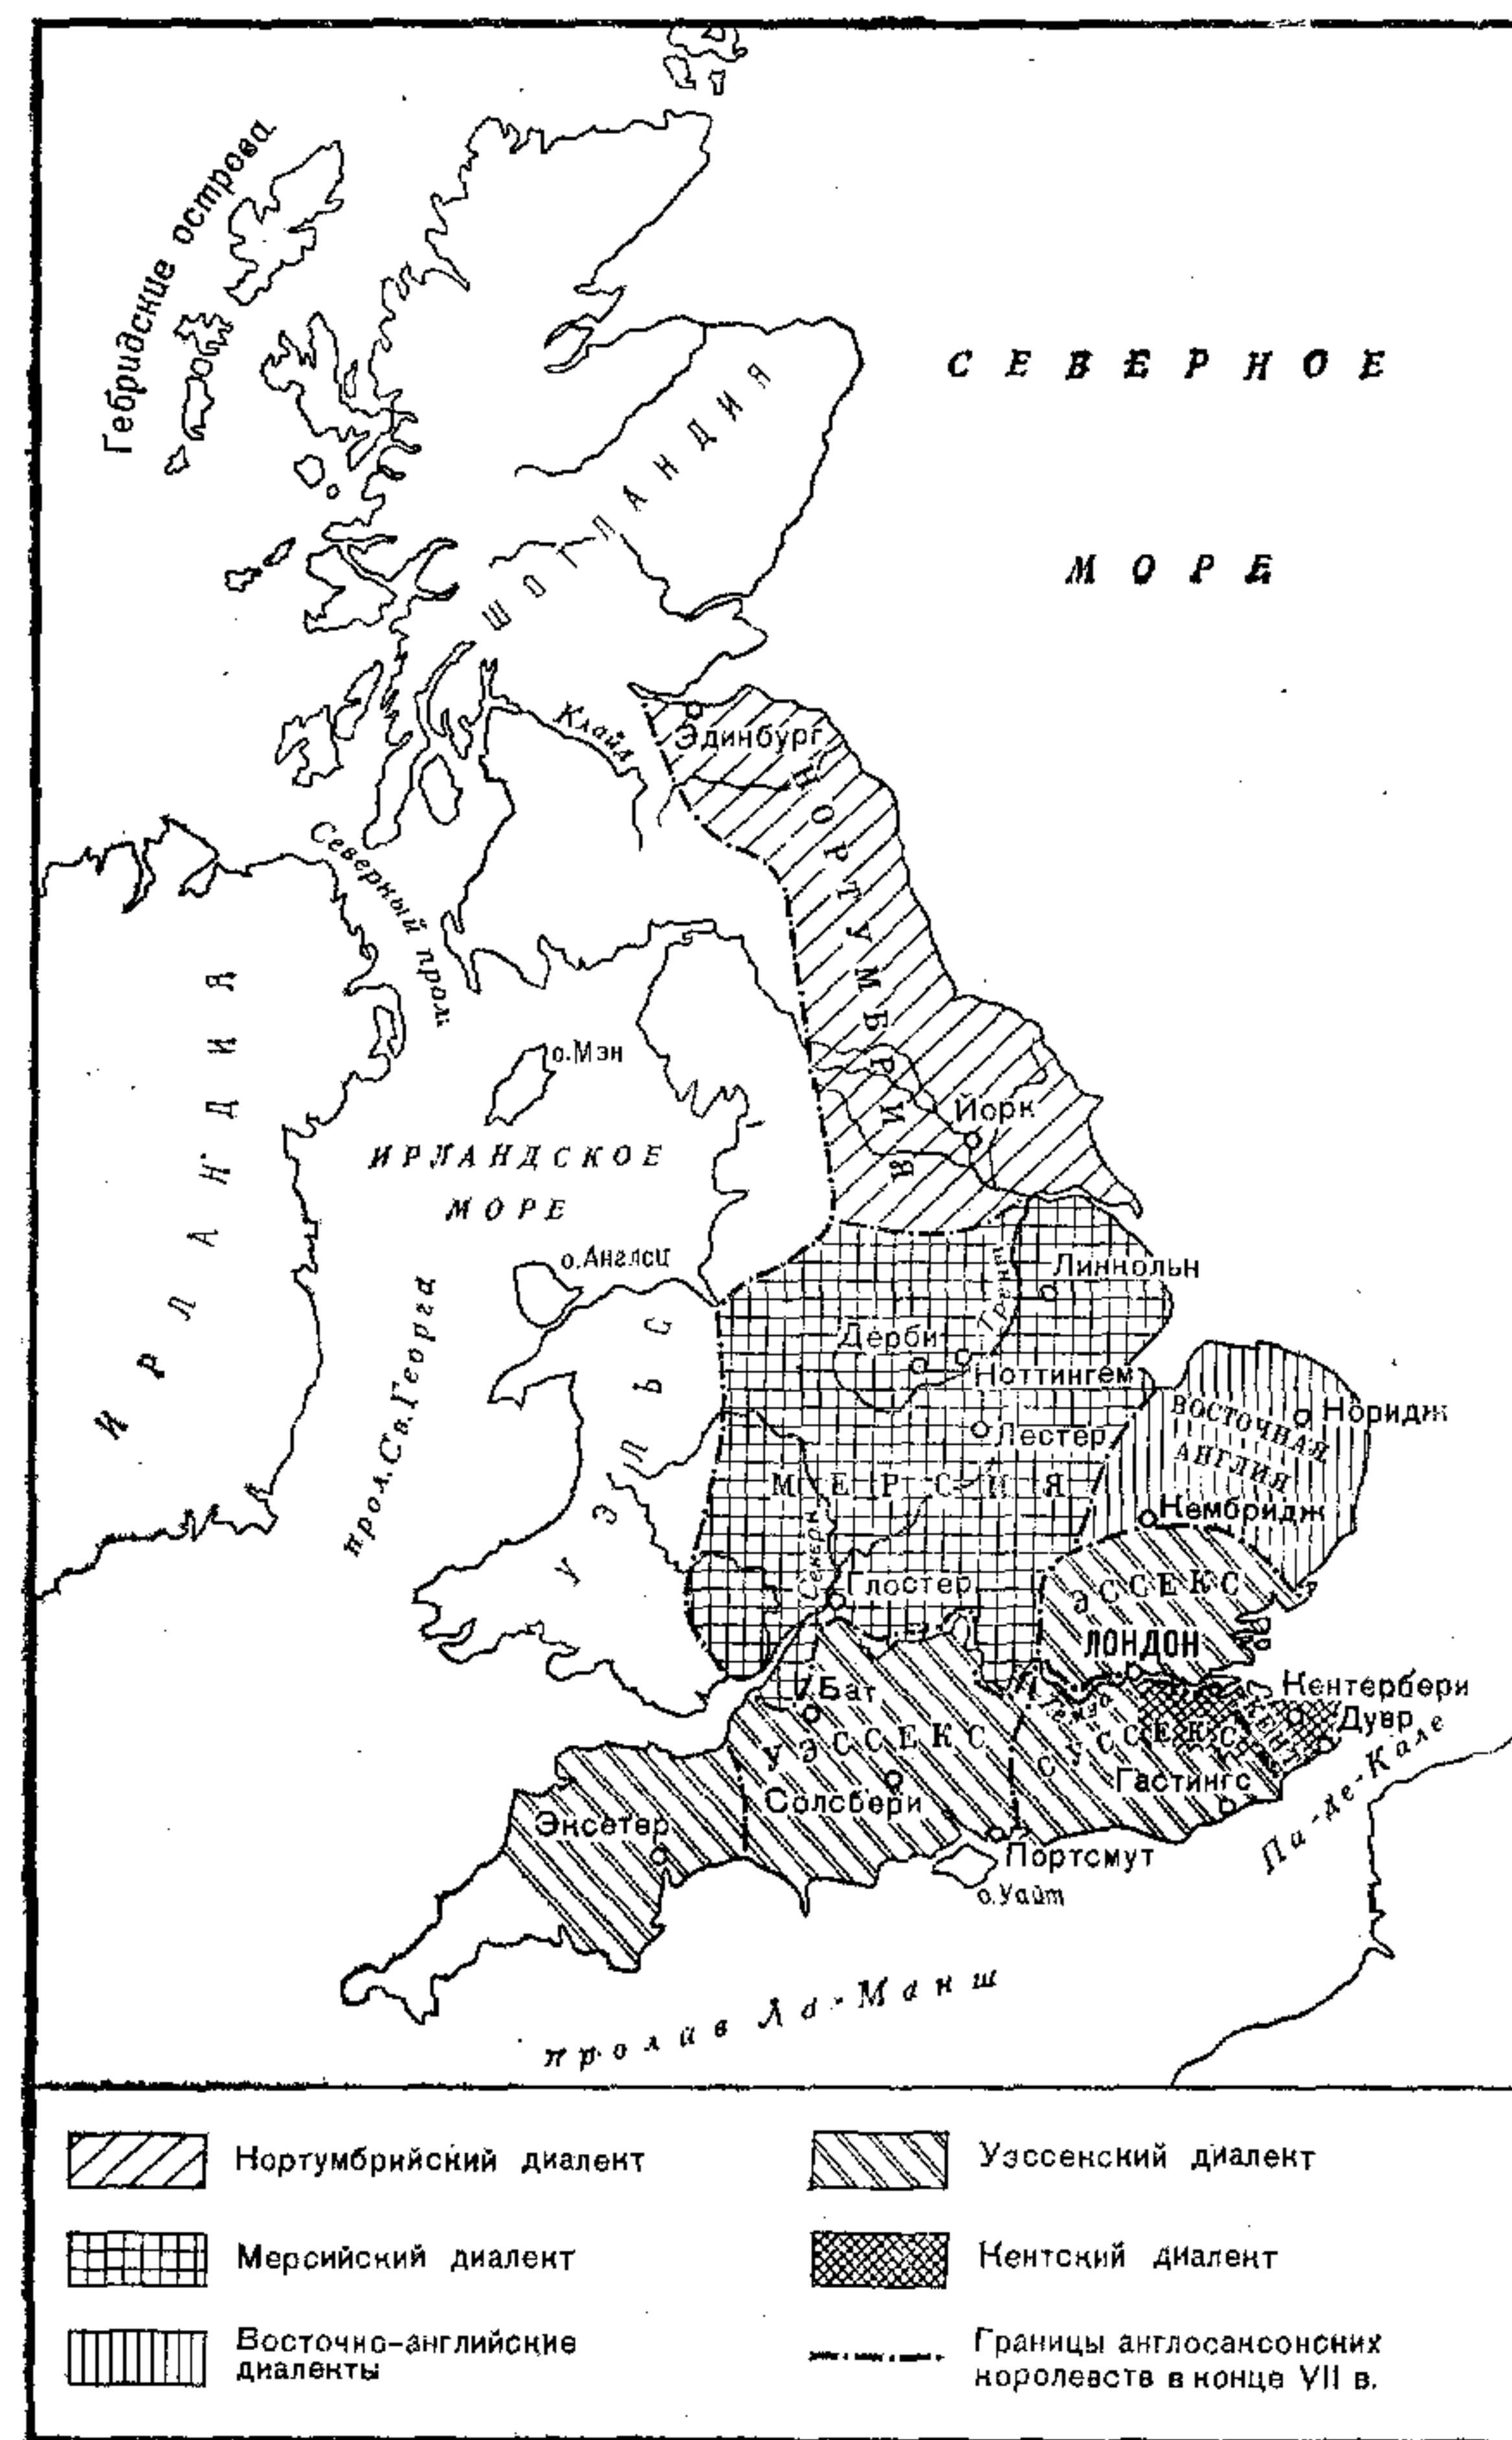 Гебридские острова
СЕВЕРНОЕ
МОРЕ
ШОТЛАНДИЯ
Клайд
Эдинбург
НОРТУМБРИЯ
Северный прол.
ИРЛАНДИЯ
о.Мэн
Йорк
ИРЛАНДСКОЕ
МОРЕ
о.Англси
прол.Св.Георга
УЭЛЬС
Линкольн
Трент
Дерби
Ноттингем
Лестер
ВОСТОЧНАЯ
АНГЛИЯ
Норидж
МЕРСИЯ
Кембридж
Северн
Глостер
ЭССЕКС
ЛОНДОН
Темза
Бат
Кентербери
КЕНТ
Дувр
УЭССЕКС
СУССЕКС
Гастингс
Солсбери
Эксетер
Портсмут
о.Уайт
Па-де-Кале
пролив Ла-Манш
Нортумбрийский диалект
Мерсийский диалект
Восточно-английские
диалекты
Уэссекский диалект
Кентский диалект
Границы англосаксонских
королевств в конце VII в.